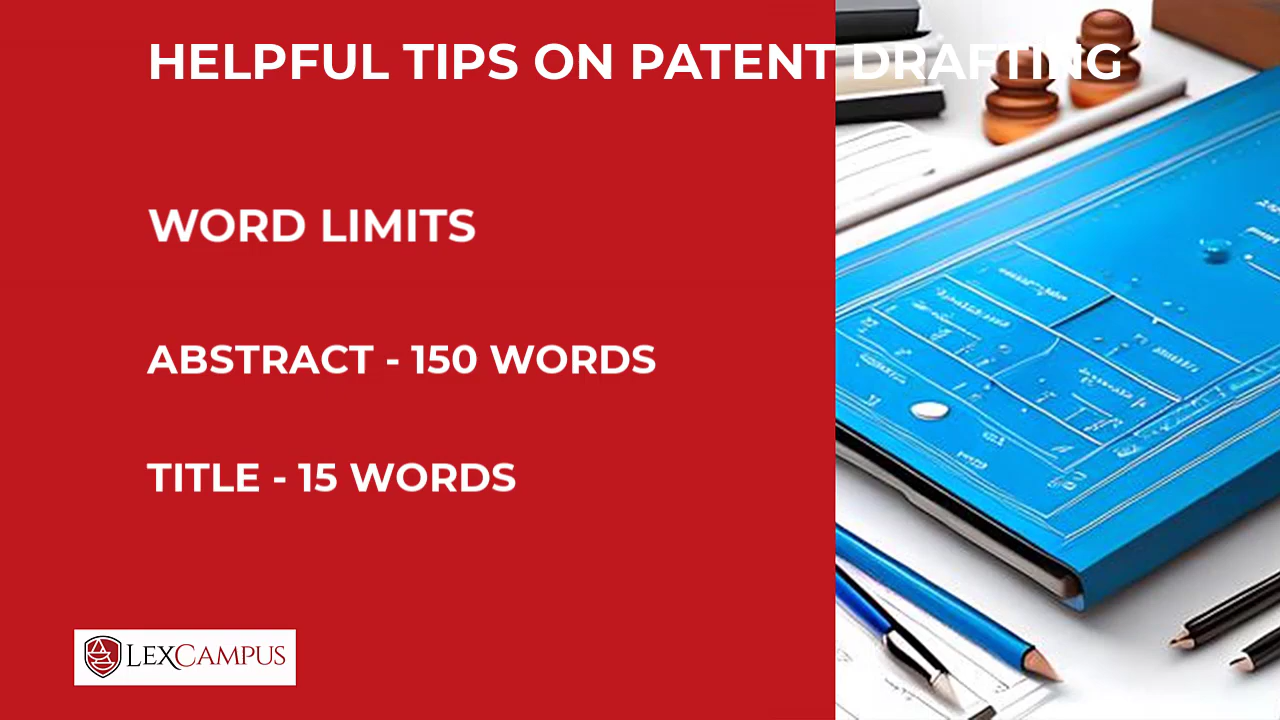 HELPFUL TIPS ON PATENT DRAFTING
WORD LIMITS
ABSTRACT - 150 WORDS
TITLE - 15 WORDS
LEXCAMPUS